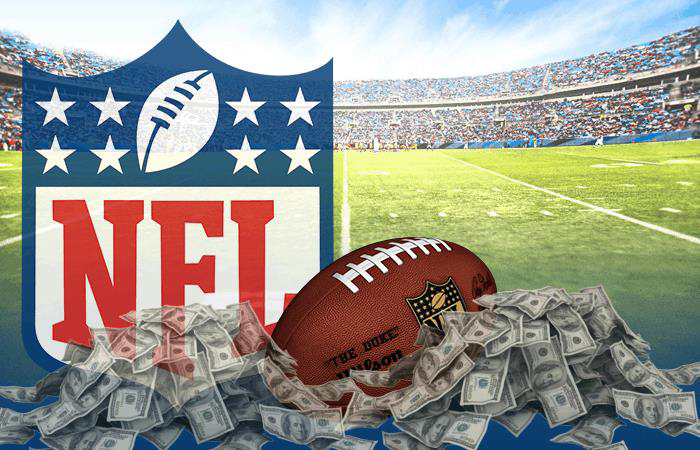 NFL
"THE DUKE"
Wilson